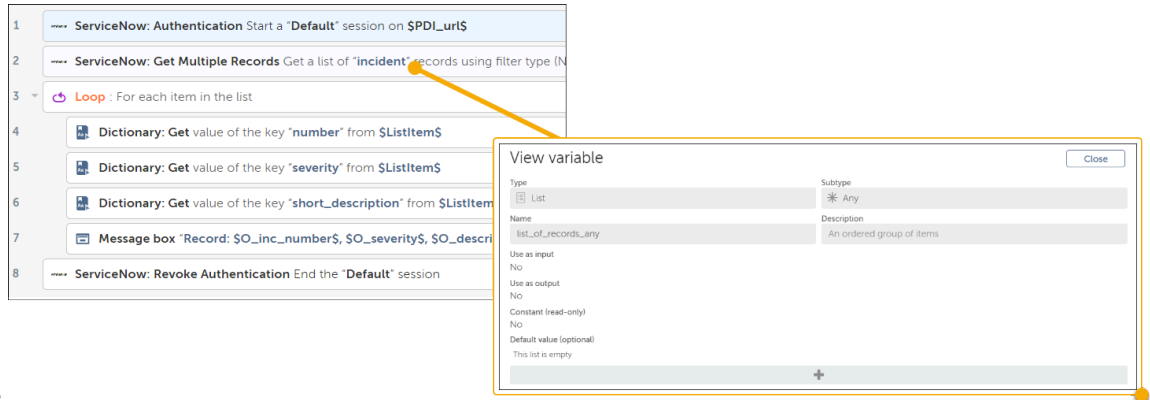 1 ServiceNow: Authentication Start a “Default” session on $PDI_url$
2 ServiceNow: Get Multiple Records Get a list of “incident” records using filter type (N
3 Loop : For each item in the list
4 Dictionary: Get value of the key “number” from $ListItem$
5 Dictionary: Get value of the key “severity” from $ListItem$
6 Dictionary: Get value of the key “short_description” from $ListItem
7 Message box “Record: $O_inc_number$, $O_severity$, $O_descri
8 ServiceNow: Revoke Authentication End the “Default” session
View variable Close
Type Subtype
List Any
Name Description
list_of_records_any An ordered group of items
Use as input
No
Use as output
No
Constant (read-only)
No
Default value (optional)
This list is empty